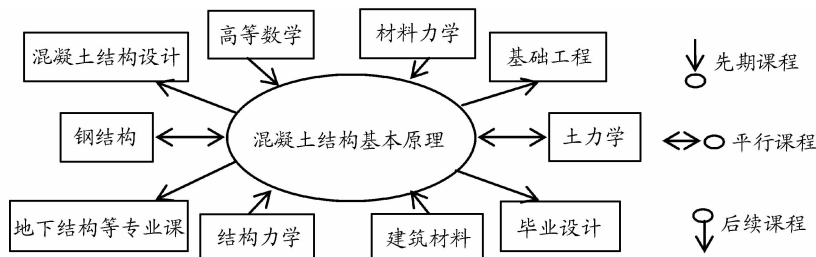 高等数学
材料力学
混凝土结构设计
基础工程
先期课程
钢结构
混凝土结构基本原理
土力学
平行课程
地下结构等专业课
结构力学
建筑材料
毕业设计
后续课程